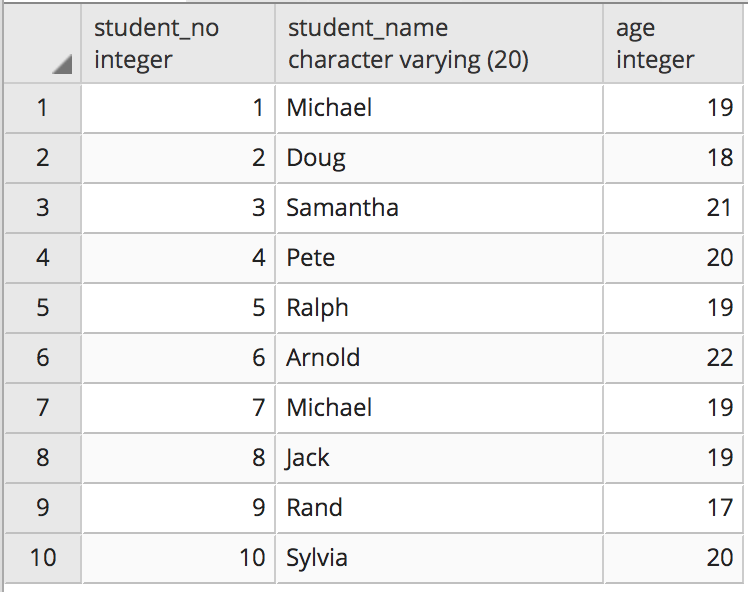 student_no student_name age
integer character varying (20) integer
1 1 Michael 19
2 2 Doug 18
3 3 Samantha 21
4 4 Pete 20
5 5 Ralph 19
6 6 Arnold 22
7 7 Michael 19
8 8 Jack 19
9 9 Rand 17
10 10 Sylvia 20